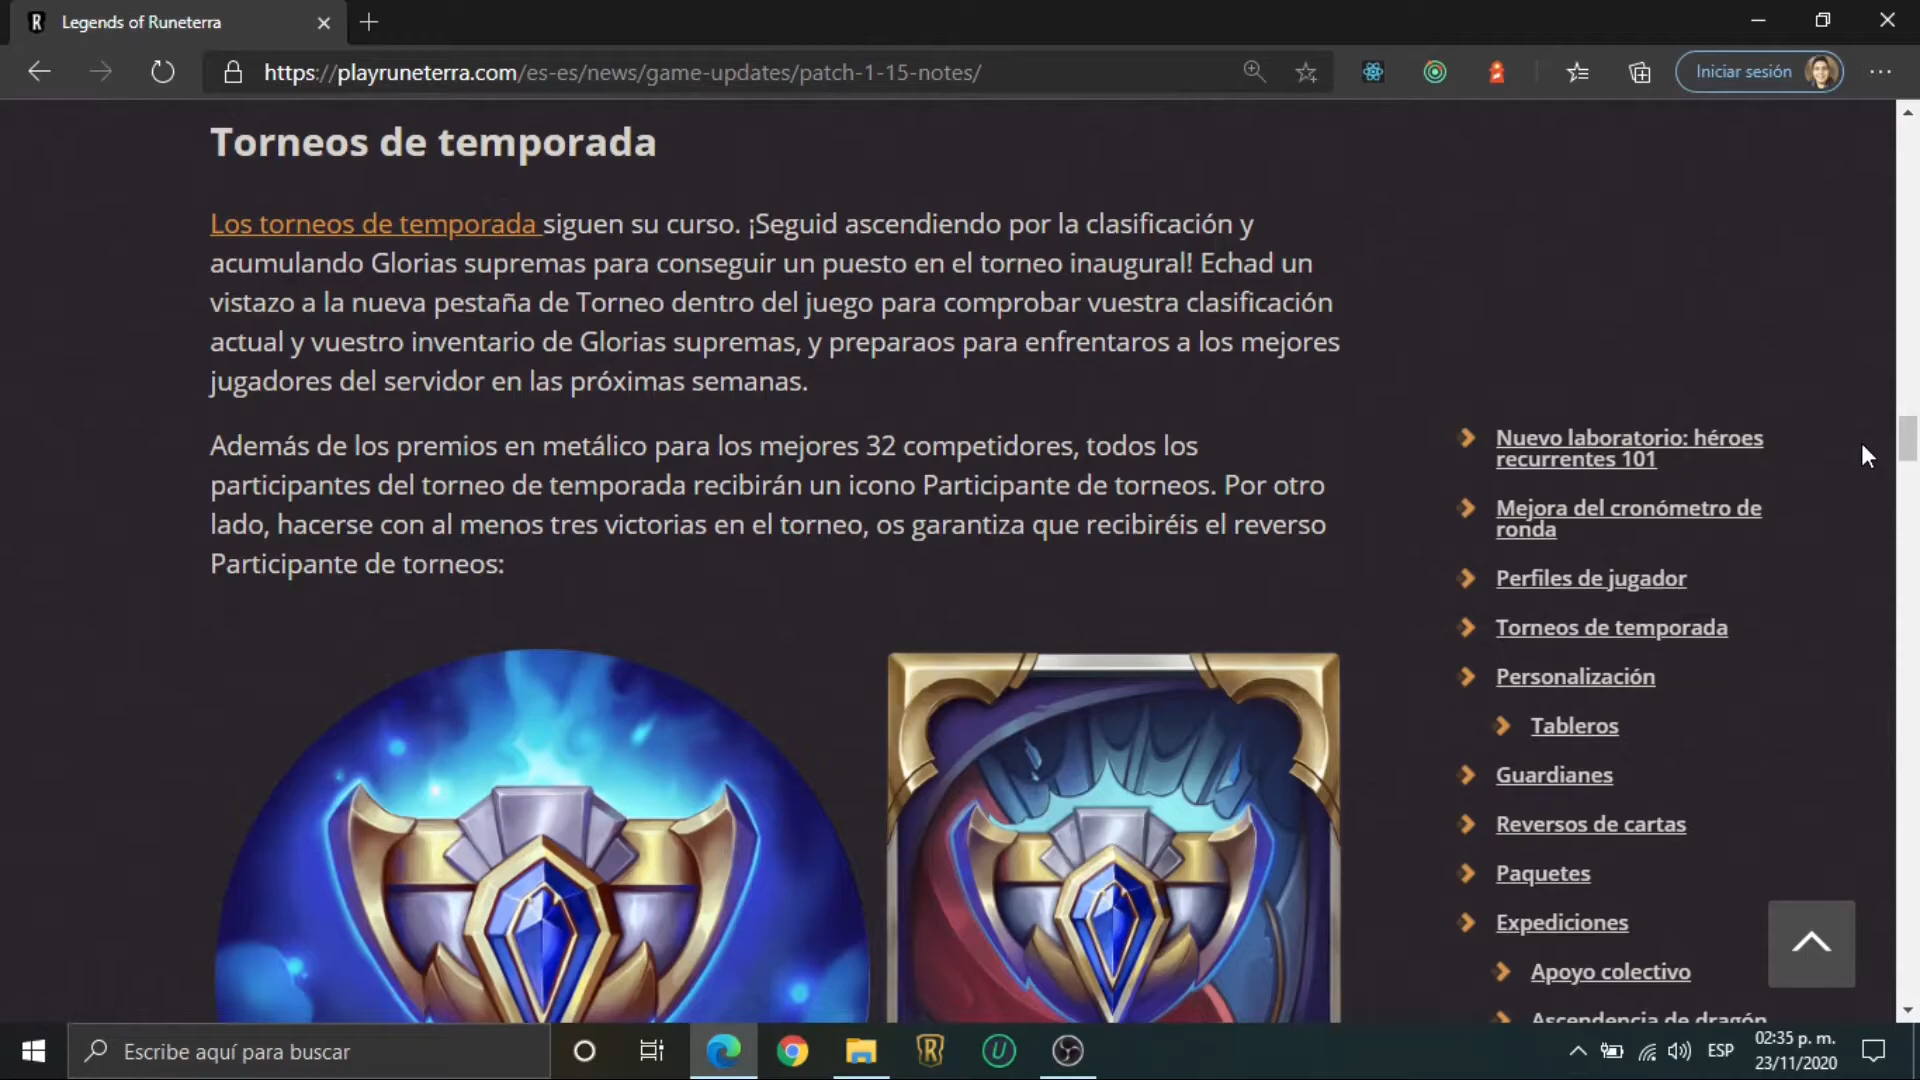 Legends of Runeterra
https://playruneterra.com/es-es/news/game-updates/patch-1-15-notes/
Iniciar sesión
Torneos de temporada
Los torneos de temporada siguen su curso. ¡Seguid ascendiendo por la clasificación y
acumulando Glorias supremas para conseguir un puesto en el torneo inaugural! Echad un
vistazo a la nueva pestaña de Torneo dentro del juego para comprobar vuestra clasificación
actual y vuestro inventario de Glorias supremas, y preparaos para enfrentaros a los mejores
jugadores del servidor en las próximas semanas.
Además de los premios en metálico para los mejores 32 competidores, todos los
participantes del torneo de temporada recibirán un icono Participante de torneos. Por otro
lado, hacerse con al menos tres victorias en el torneo, os garantiza que recibiréis el reverso
Participante de torneos:
Nuevo laboratorio: héroes
recurrentes 101
Mejora del cronómetro de
ronda
Perfiles de jugador
Torneos de temporada
Personalización
Tableros
Guardianes
Reversos de cartas
Paquetes
Expediciones
Apoyo colectivo
Ascendencia de dragón
Escribe aquí para buscar
ESP
02:35 p. m.
23/11/2020